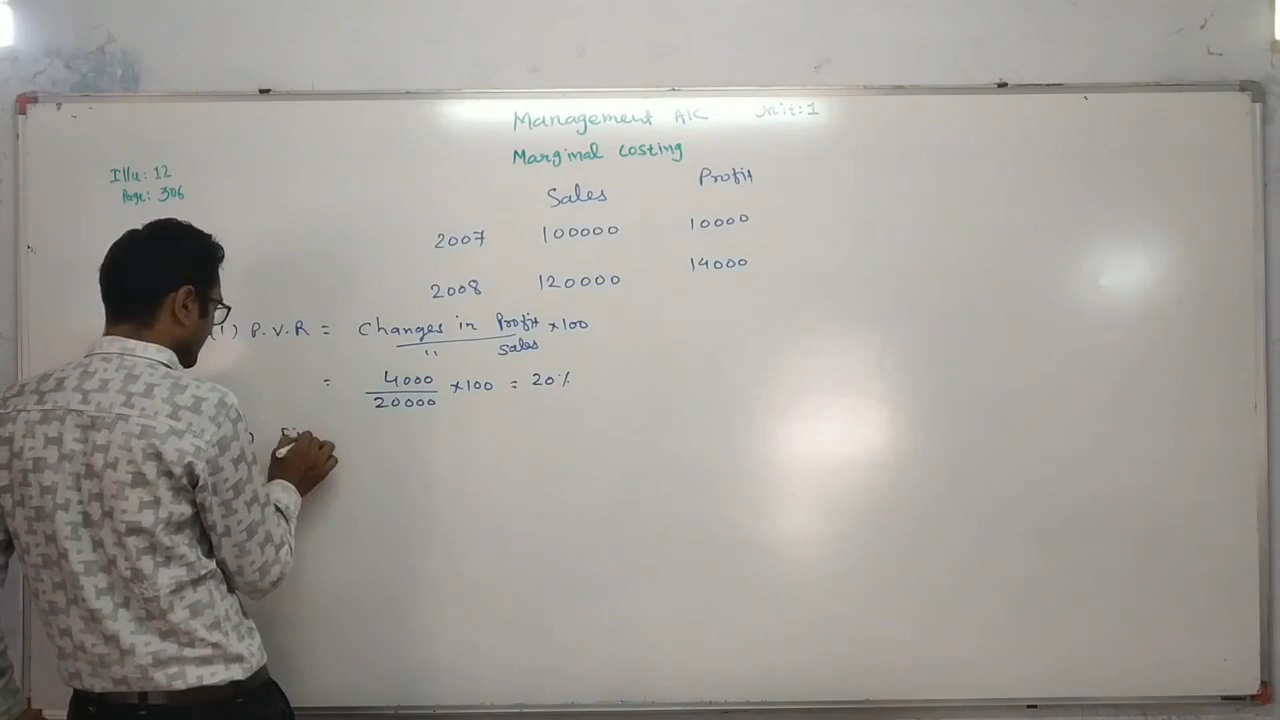 Management A/C Unit:1
Marginal costing
Illu: 12
Page: 306
Sales Profit
2007 100000 10000
2008 120000 14000
(1) P.V.R = Changes in Profit ×100
" Sales
= 4000 ×100 = 20%
20000